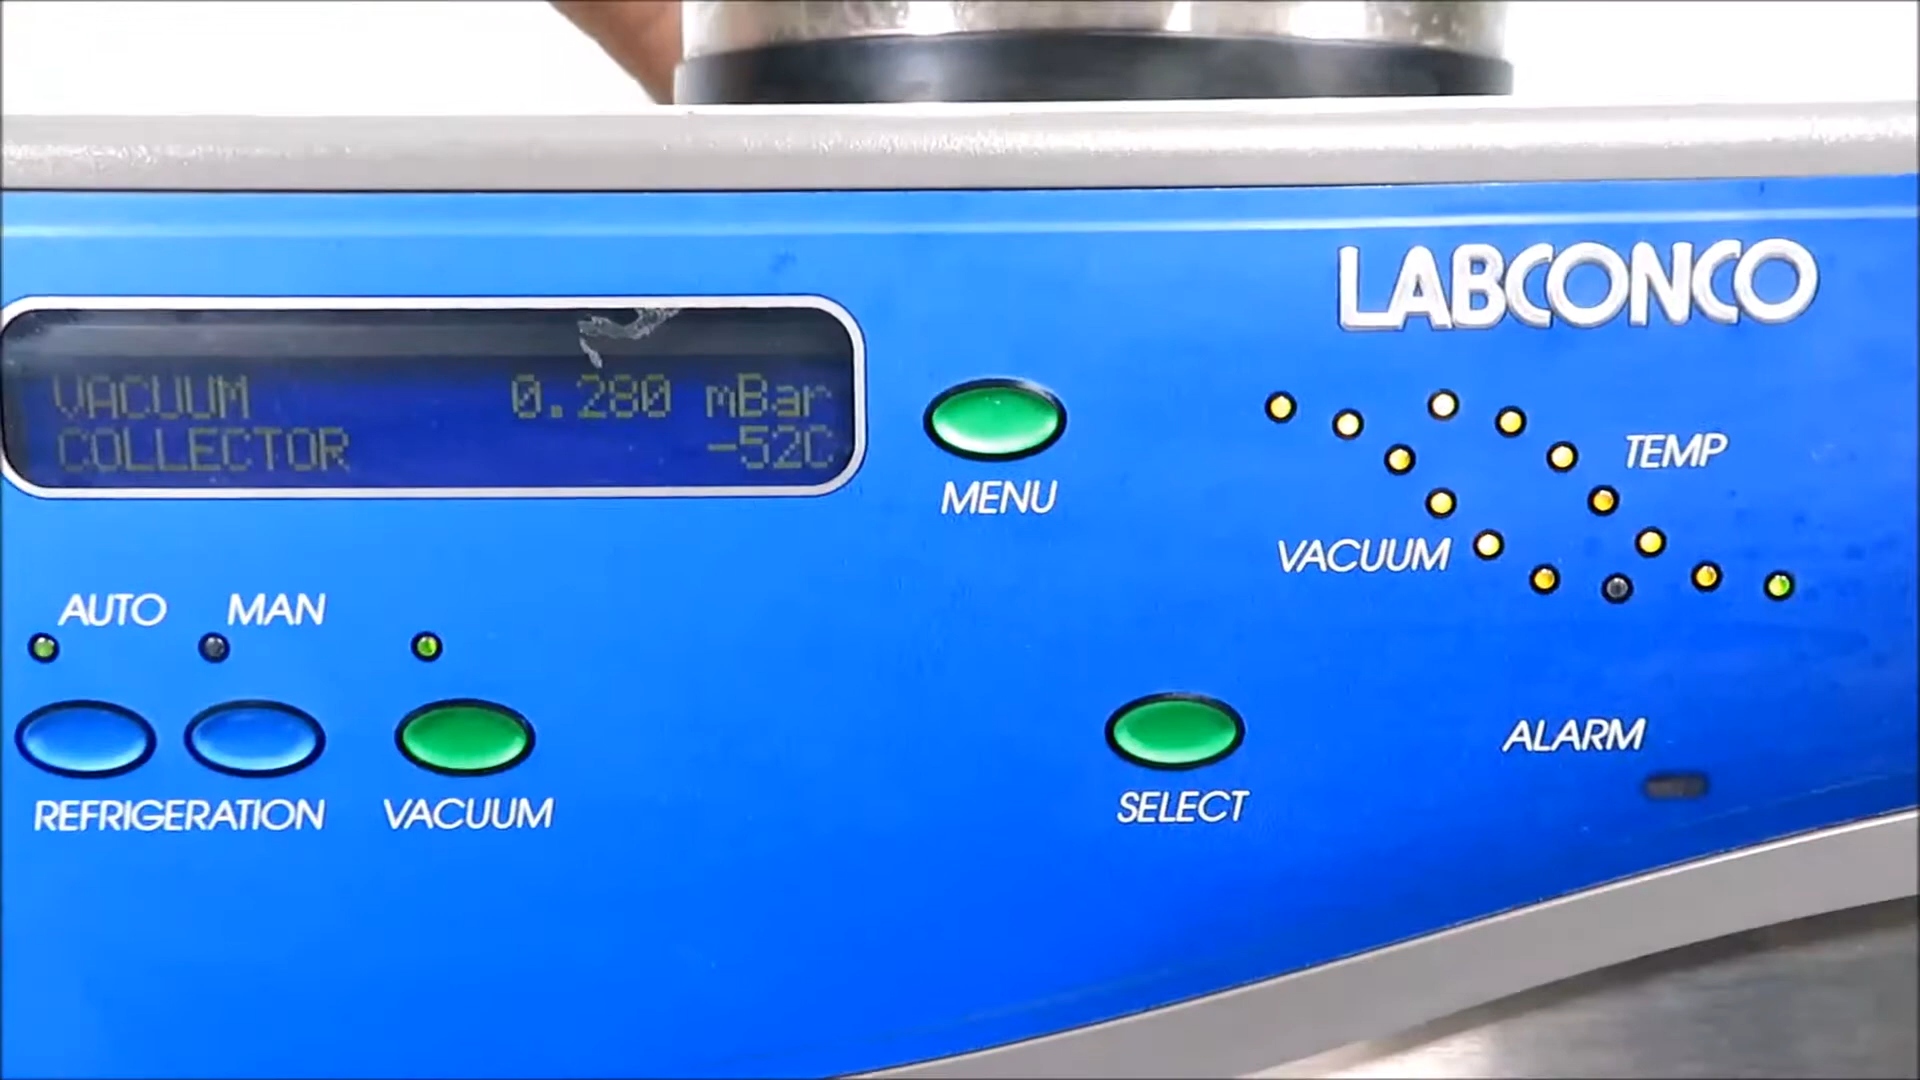 LABCONCO
VACUUM 0.280 mBar
COLLECTOR -52C
MENU
TEMP
VACUUM
AUTO MAN
REFRIGERATION VACUUM
SELECT
ALARM